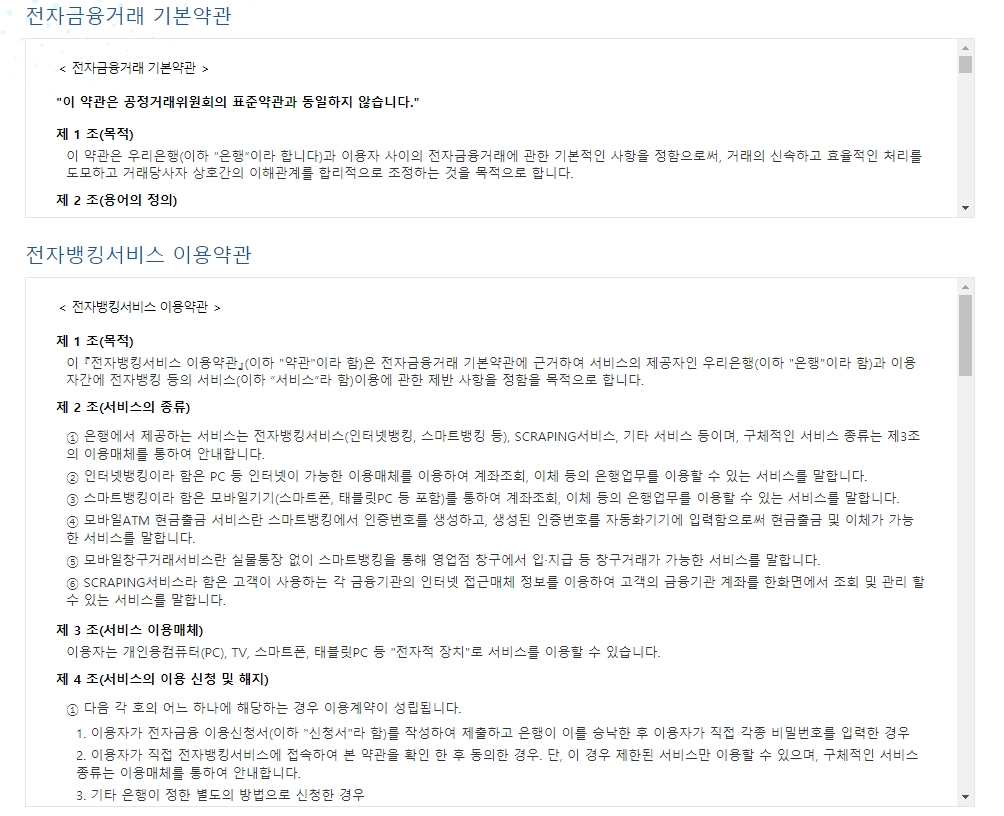 전자금융거래 기본약관
< 전자금융거래 기본약관 >
"이 약관은 공정거래위원회의 표준약관과 동일하지 않습니다."
제 1 조(목적)
이 약관은 우리은행(이하 "은행"이라 합니다)과 이용자 사이의 전자금융거래에 관한 기본적인 사항을 정함으로써, 거래의 신속하고 효율적인 처리를
도모하고 거래당사자 상호간의 이해관계를 합리적으로 조정하는 것을 목적으로 합니다.
제 2 조(용어의 정의)
전자뱅킹서비스 이용약관
< 전자뱅킹서비스 이용약관 >
제 1 조(목적)
이 『전자뱅킹서비스 이용약관』(이하 "약관"이라 함)은 전자금융거래 기본약관에 근거하여 서비스의 제공자인 우리은행(이하 "은행"이라 함)과 이용
자간에 전자뱅킹 등의 서비스(이하 "서비스"라 함)이용에 관한 제반 사항을 정함을 목적으로 합니다.
제 2 조(서비스의 종류)
① 은행에서 제공하는 서비스는 전자뱅킹서비스(인터넷뱅킹, 스마트뱅킹 등), SCRAPING서비스, 기타 서비스 등이며, 구체적인 서비스 종류는 제3조
의 이용매체를 통하여 안내합니다.
② 인터넷뱅킹이라 함은 PC 등 인터넷이 가능한 이용매체를 이용하여 계좌조회, 이체 등의 은행업무를 이용할 수 있는 서비스를 말합니다.
③ 스마트뱅킹이라 함은 모바일기기(스마트폰, 태블릿PC 등 포함)를 통하여 계좌조회, 이체 등의 은행업무를 이용할 수 있는 서비스를 말합니다.
④ 모바일ATM 현금출금 서비스란 스마트뱅킹에서 인증번호를 생성하고, 생성된 인증번호를 자동화기기에 입력함으로써 현금출금 및 이체가 가능
한 서비스를 말합니다.
⑤ 모바일창구거래서비스란 실물통장 없이 스마트뱅킹을 통해 영업점 창구에서 입·지급 등 창구거래가 가능한 서비스를 말합니다.
⑥ SCRAPING서비스라 함은 고객이 사용하는 각 금융기관의 인터넷 접근매체 정보를 이용하여 고객의 금융기관 계좌를 한화면에서 조회 및 관리 할
수 있는 서비스를 말합니다.
제 3 조(서비스 이용매체)
이용자는 개인용컴퓨터(PC), TV, 스마트폰, 태블릿PC 등 "전자적 장치"로 서비스를 이용할 수 있습니다.
제 4 조(서비스의 이용 신청 및 해지)
① 다음 각 호의 어느 하나에 해당하는 경우 이용계약이 성립됩니다.
1. 이용자가 전자금융 이용신청서(이하 "신청서"라 함)를 작성하여 제출하고 은행이 이를 승낙한 후 이용자가 직접 각종 비밀번호를 입력한 경우
2. 이용자가 직접 전자뱅킹서비스에 접속하여 본 약관을 확인 한 후 동의한 경우. 단, 이 경우 제한된 서비스만 이용할 수 있으며, 구체적인 서비스
종류는 이용매체를 통하여 안내합니다.
3. 기타 은행이 정한 별도의 방법으로 신청한 경우